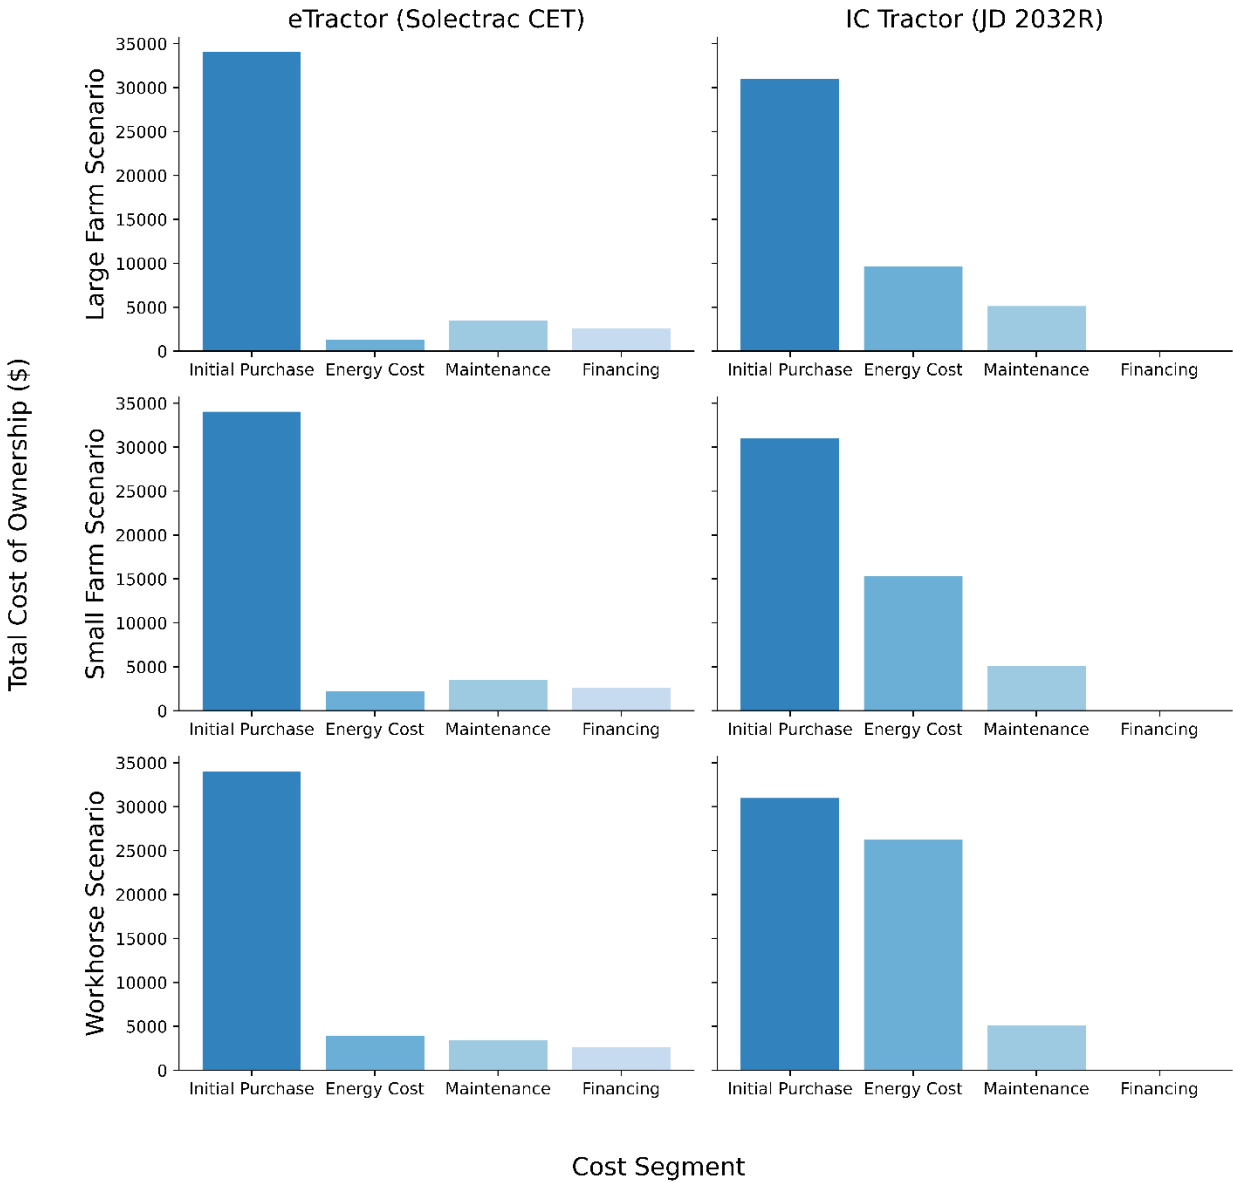 eTractor (Solectrac CET)
IC Tractor (JD 2032R)
Total Cost of Ownership ($)
Large Farm Scenario
35000
30000
25000
20000
15000
10000
5000
0
Initial Purchase Energy Cost Maintenance Financing
Initial Purchase Energy Cost Maintenance Financing
Small Farm Scenario
35000
30000
25000
20000
15000
10000
5000
0
Initial Purchase Energy Cost Maintenance Financing
Initial Purchase Energy Cost Maintenance Financing
Workhorse Scenario
35000
30000
25000
20000
15000
10000
5000
0
Initial Purchase Energy Cost Maintenance Financing
Initial Purchase Energy Cost Maintenance Financing
Cost Segment